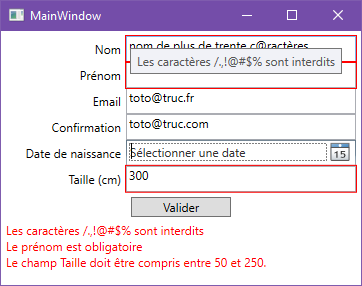 MainWindow
Nom nom de plus de trente c@ractères
Les caractères /.,!@#$% sont interdits
Prénom
Email toto@truc.fr
Confirmation toto@truc.com
Date de naissance Sélectionner une date 15
Taille (cm) 300
Valider
Les caractères /.,!@#$% sont interdits
Le prénom est obligatoire
Le champ Taille doit être compris entre 50 et 250.